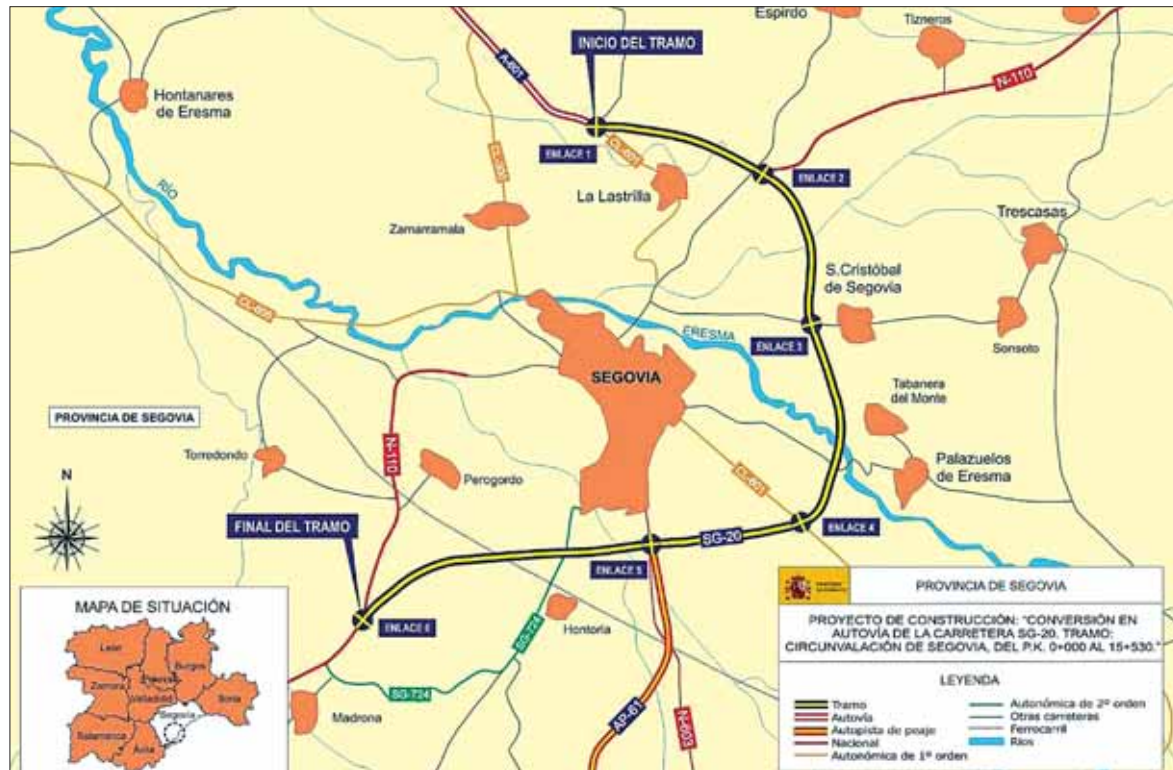 Espirdo
Tizneros
INICIO DEL TRAMO
A-601
N-110
Hontanares
de Eresma
ENLACE 1
CL-601
ENLACE 2
La Lastrilla
RÍO
Zamarramala
Trescasas
S.Cristóbal
de Segovia
ERESMA
ENLACE 3
Sonsoto
SEGOVIA
Tabanera
del Monte
PROVINCIA DE SEGOVIA
N-110
Torredondo
Perogordo
CL-601
Palazuelos
de Eresma
N
FINAL DEL TRAMO
SG-20
ENLACE 4
ENLACE 5
ENLACE 6
Hontoria
SG-724
SG-724
Madrona
AP-61
N-603
MAPA DE SITUACIÓN
León
Burgos
Zamora
Valladolid
Soria
Segovia
Salamanca
Ávila
PROVINCIA DE SEGOVIA
PROYECTO DE CONSTRUCCIÓN: "CONVERSIÓN EN
AUTOVÍA DE LA CARRETERA SG-20. TRAMO:
CIRCUNVALACIÓN DE SEGOVIA, DEL P.K. 0+000 AL 15+530."
LEYENDA
Tramo
Autovía
Autopista de peaje
Nacional
Autonómica de 1º orden
Autonómica de 2º orden
Otras carreteras
Ferrocarril
Ríos